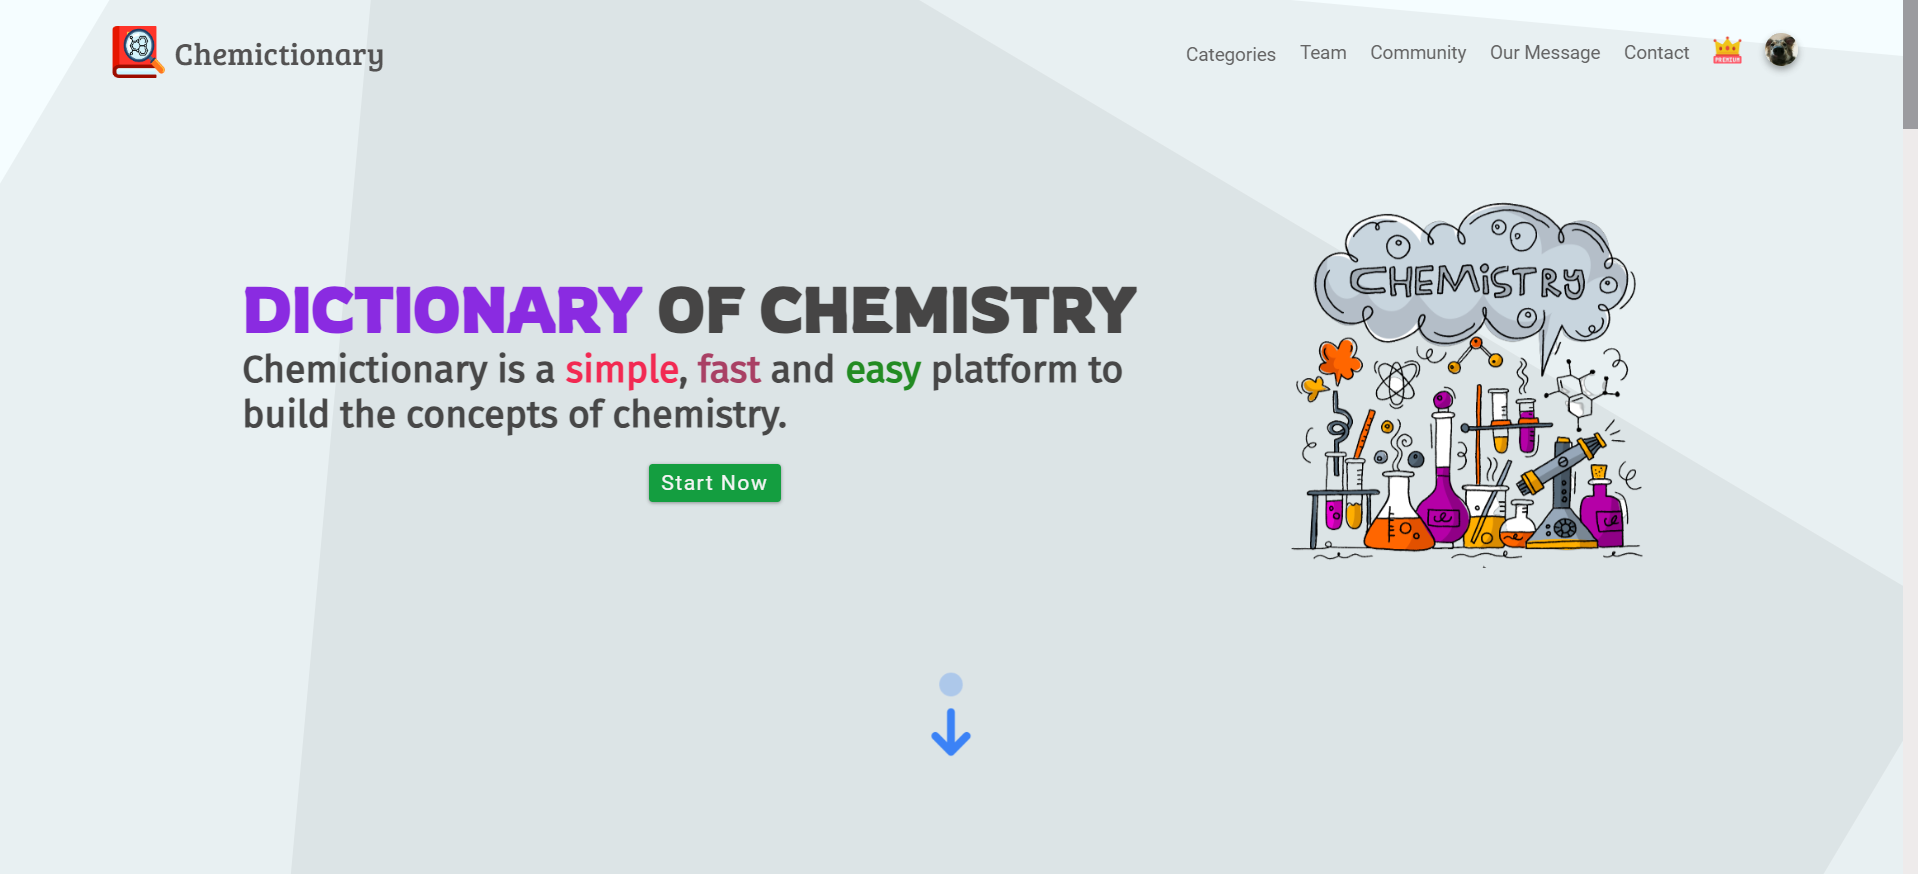 Chemictionary
Categories Team Community Our Message Contact
PREMIUM
CHEMiSTRY
DICTIONARY OF CHEMISTRY
Chemictionary is a simple, fast and easy platform to
build the concepts of chemistry.
Start Now